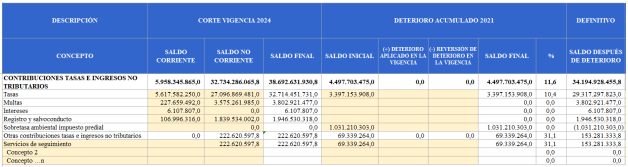 DESCRIPCIÓN CORTE VIGENCIA 2024 DETERIORO ACUMULADO 2021 DEFINITIVO
CONCEPTO SALDO CORRIENTE SALDO NO CORRIENTE SALDO FINAL SALDO INICIAL (+) DETERIORO APLICADO EN LA VIGENCIA (-) REVERSIÓN DE DETERIORO EN LA VIGENCIA SALDO FINAL % SALDO DESPUÉS DE DETERIORO
CONTRIBUCIONES TASAS E INGRESOS NO TRIBUTARIOS 5.958.345.865,0 32.734.286.065,8 38.692.631.930,8 4.497.703.475,0 0,0 0,0 4.497.703.475,0 11,6 34.194.928.455,8
Tasas 5.617.582.250,0 27.096.869.481,0 32.714.451.731,0 3.397.153.908,0 3.397.153.908,0 10,4 29.317.297.823,0
Multas 227.659.492,0 3.575.261.985,0 3.802.921.477,0 0,0 0,0 3.802.921.477,0
Intereses 6.107.807,0 6.107.807,0 0,0 0,0 6.107.807,0
Registro y salvoconducto 106.996.316,0 1.839.534.002,0 1.946.530.318,0 0,0 0,0 1.946.530.318,0
Sobretasa ambiental impuesto predial 0,0 1.031.210.303,0 1.031.210.303,0 0,0 (1.031.210.303,0)
Otras contribuciones tasas e ingresos no tributarios 0,0 222.620.597,8 222.620.597,8 69.339.264,0 0,0 0,0 69.339.264,0 31,1 153.281.333,8
Servicios de seguimiento 222.620.597,8 222.620.597,8 69.339.264,0 69.339.264,0 31,1 153.281.333,8
Concepto 2 0,0 0,0 0,0 0,0
Concepto ...n 0,0 0,0 0,0 0,0